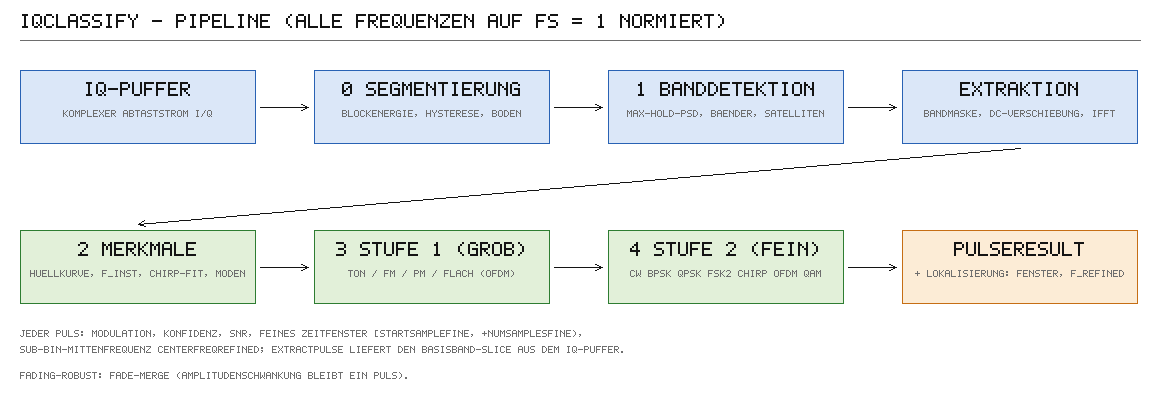 IQCLASSIFY - PIPELINE (ALLE FREQUENZEN AUF FS = 1 NORMIERT)
IQ-PUFFER
KOMPLEXER ABTASTSTROM I/Q
0 SEGMENTIERUNG
BLOCKENERGIE, HYSTERESE, BODEN
1 BANDDETEKTION
MAX-HOLD-PSD, BAENDER, SATELLITEN
EXTRAKTION
BANDMASKE, DC-VERSCHIEBUNG, IFFT
2 MERKMALE
HUELLKURVE, F_INST, CHIRP-FIT, MODEN
3 STUFE 1 (GROB)
TON / FM / PM / FLACH (OFDM)
4 STUFE 2 (FEIN)
CW BPSK QPSK FSK2 CHIRP OFDM QAM
PULSERESULT
+ LOKALISIERUNG: FENSTER, F_REFINED
JEDER PULS: MODULATION, KONFIDENZ, SNR, FEINES ZEITFENSTER [STARTSAMPLEFINE, +NUMSAMPLESFINE),
SUB-BIN-MITTENFREQUENZ CENTERFREQREFINED; EXTRACTPULSE LIEFERT DEN BASISBAND-SLICE AUS DEM IQ-PUFFER.
FADING-ROBUST: FADE-MERGE (AMPLITUDENSCHWANKUNG BLEIBT EIN PULS).